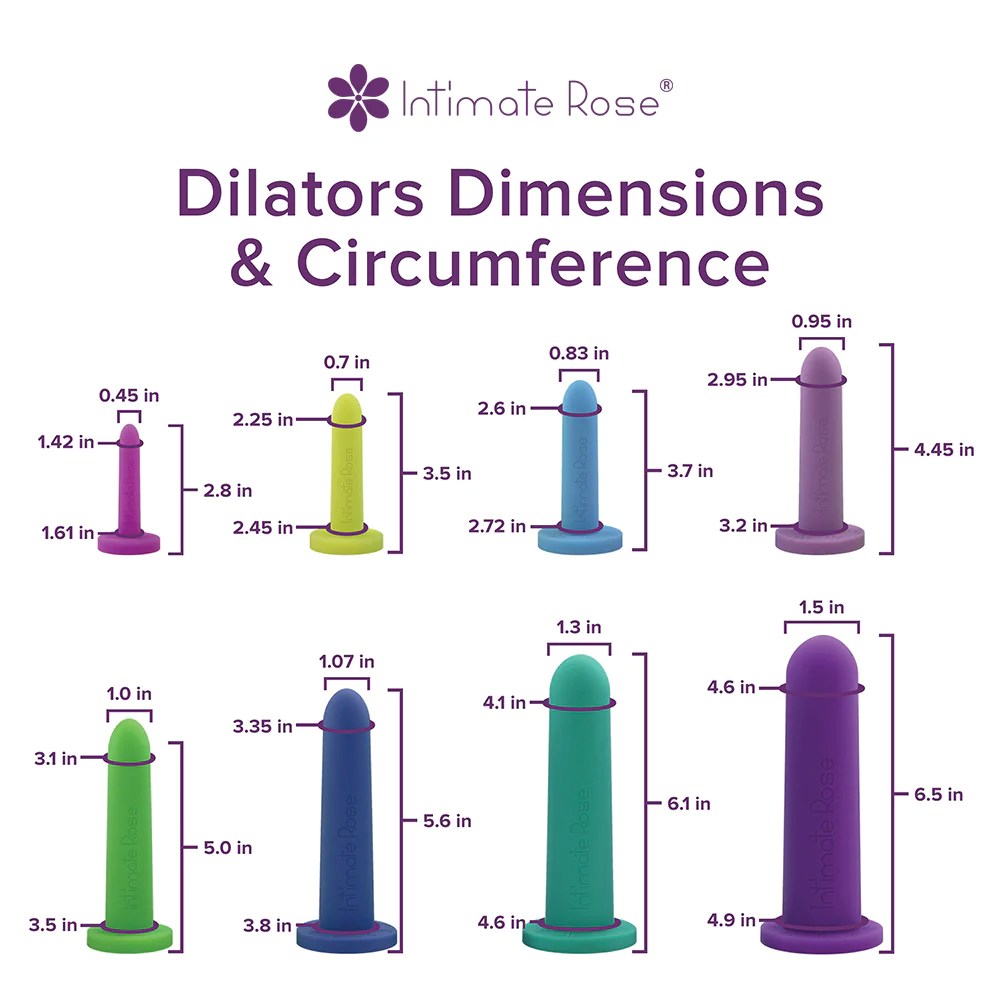 Intimate Rose®
Dilators Dimensions
& Circumference
0.45 in
1.42 in
1.61 in
2.8 in
0.7 in
2.25 in
2.45 in
3.5 in
Intimate Rose
0.83 in
2.6 in
2.72 in
3.7 in
Intimate Rose
0.95 in
2.95 in
3.2 in
4.45 in
Intimate Rose
1.0 in
3.1 in
3.5 in
5.0 in
Intimate Rose
1.07 in
3.35 in
3.8 in
5.6 in
Intimate Rose
1.3 in
4.1 in
4.6 in
6.1 in
Intimate Rose
1.5 in
4.6 in
4.9 in
6.5 in
Intimate Rose